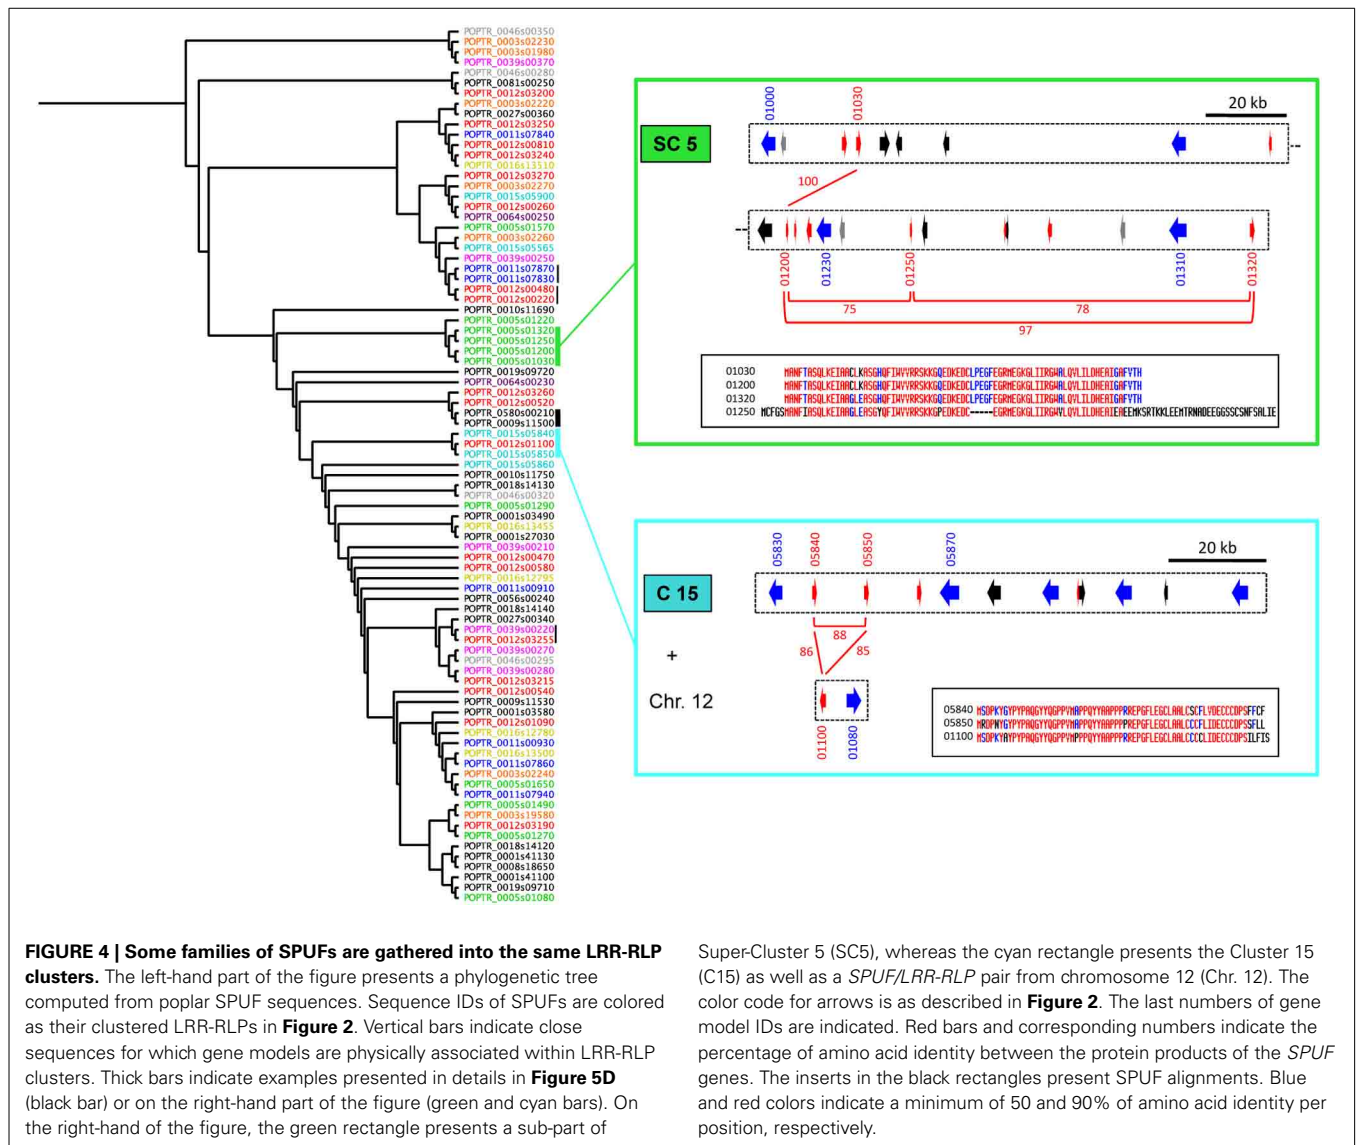 POPTR_0046s00350
POPTR_0003s02230
POPTR_0003s01980
POPTR_0039s00370
POPTR_0046s00280
POPTR_0081s00250
POPTR_0012s03200
POPTR_0003s02220
POPTR_0027s00360
POPTR_0012s03250
POPTR_0011s07840
POPTR_0012s00810
POPTR_0012s03240
POPTR_0016s13510
POPTR_0012s03270
POPTR_0003s02270
POPTR_0015s05900
POPTR_0012s00260
POPTR_0064s00250
POPTR_0005s01570
POPTR_0003s02260
POPTR_0015s05565
POPTR_0039s00250
POPTR_0011s07870
POPTR_0011s07830
POPTR_0012s00480
POPTR_0012s00220
POPTR_0010s11690
POPTR_0005s01220
POPTR_0005s01320
POPTR_0005s01250
POPTR_0005s01200
POPTR_0005s01030
POPTR_0019s09720
POPTR_0064s00230
POPTR_0012s03260
POPTR_0012s00520
POPTR_0580s00210
POPTR_0009s11500
POPTR_0015s05840
POPTR_0012s01100
POPTR_0015s05850
POPTR_0015s05860
POPTR_0010s11750
POPTR_0018s14130
POPTR_0046s00320
POPTR_0005s01290
POPTR_0001s03490
POPTR_0016s13455
POPTR_0001s27030
POPTR_0039s00210
POPTR_0012s00470
POPTR_0012s00580
POPTR_0016s12795
POPTR_0011s00910
POPTR_0056s00240
POPTR_0018s14140
POPTR_0027s00340
POPTR_0039s00220
POPTR_0012s03255
POPTR_0039s00270
POPTR_0046s00295
POPTR_0039s00280
POPTR_0012s03215
POPTR_0012s00540
POPTR_0009s11530
POPTR_0001s03580
POPTR_0012s01090
POPTR_0016s12780
POPTR_0011s00930
POPTR_0016s13500
POPTR_0011s07860
POPTR_0003s02240
POPTR_0005s01650
POPTR_0011s07940
POPTR_0005s01490
POPTR_0003s19580
POPTR_0012s03190
POPTR_0005s01270
POPTR_0018s14120
POPTR_0001s41130
POPTR_0008s18650
POPTR_0001s41100
POPTR_0019s09710
POPTR_0005s01080
SC 5
01000
01030
20 kb
100
01200
01230
01250
01310
01320
75
78
97
01030 MANFTASQLKEIAACLKASGHQFIWVVRRSKKGQEDKEDCLPEGFEGRMEGKGLIIRGWALQVLILDHEAIGAFVTH
01200 MANFTASQLKEIAACLKASGHQFIWVVRRSKKGQEDKEDCLPEGFEGRMEGKGLIIRGWALQVLILDHEAIGAFVTH
01320 MANFTASQLKEIAAGLEASGHQFIWVVRRSKKGQEDKEDCLPEGFEGRMEGKGLIIRGWALQVLILDHEAIGAFVTH
01250 MCFGSMANFIASQLKEIAAGLEASGYQFIWVVRRSKKGPEDKEDC-----EGRMEGKGLIIRGWVLQVLILDHEAIEAEEMKSRTKKLEEMTRNADEEGGSSCSNFSALIE
C 15
+
Chr. 12
05830
05840
05850
05870
20 kb
88
86
85
01100
01080
05840 MSDPKYGYPYPAQGYYQGPPVMAPPQYYAAPPPRREPGFLEGCLAALCSCFLVDECCCDPSFFCF
05850 MRDPNYGYPYPAQGYYQGPPVMAPPQYYAAPPPPREPGFLEGCLAALCCCFLIDECCCDPSSFLL
01100 MSDPKYAYPYPAQGYYQGPPVMPPPQYYAAPPPRREPGFLEGCLAALCCCCLIDECCCDPSILFIS
FIGURE 4 | Some families of SPUFs are gathered into the same LRR-RLP
clusters. The left-hand part of the figure presents a phylogenetic tree
computed from poplar SPUF sequences. Sequence IDs of SPUFs are colored
as their clustered LRR-RLPs in Figure 2. Vertical bars indicate close
sequences for which gene models are physically associated within LRR-RLP
clusters. Thick bars indicate examples presented in details in Figure 5D
(black bar) or on the right-hand part of the figure (green and cyan bars). On
the right-hand of the figure, the green rectangle presents a sub-part of
Super-Cluster 5 (SC5), whereas the cyan rectangle presents the Cluster 15
(C15) as well as a SPUF/LRR-RLP pair from chromosome 12 (Chr. 12). The
color code for arrows is as described in Figure 2. The last numbers of gene
model IDs are indicated. Red bars and corresponding numbers indicate the
percentage of amino acid identity between the protein products of the SPUF
genes. The inserts in the black rectangles present SPUF alignments. Blue
and red colors indicate a minimum of 50 and 90% of amino acid identity per
position, respectively.